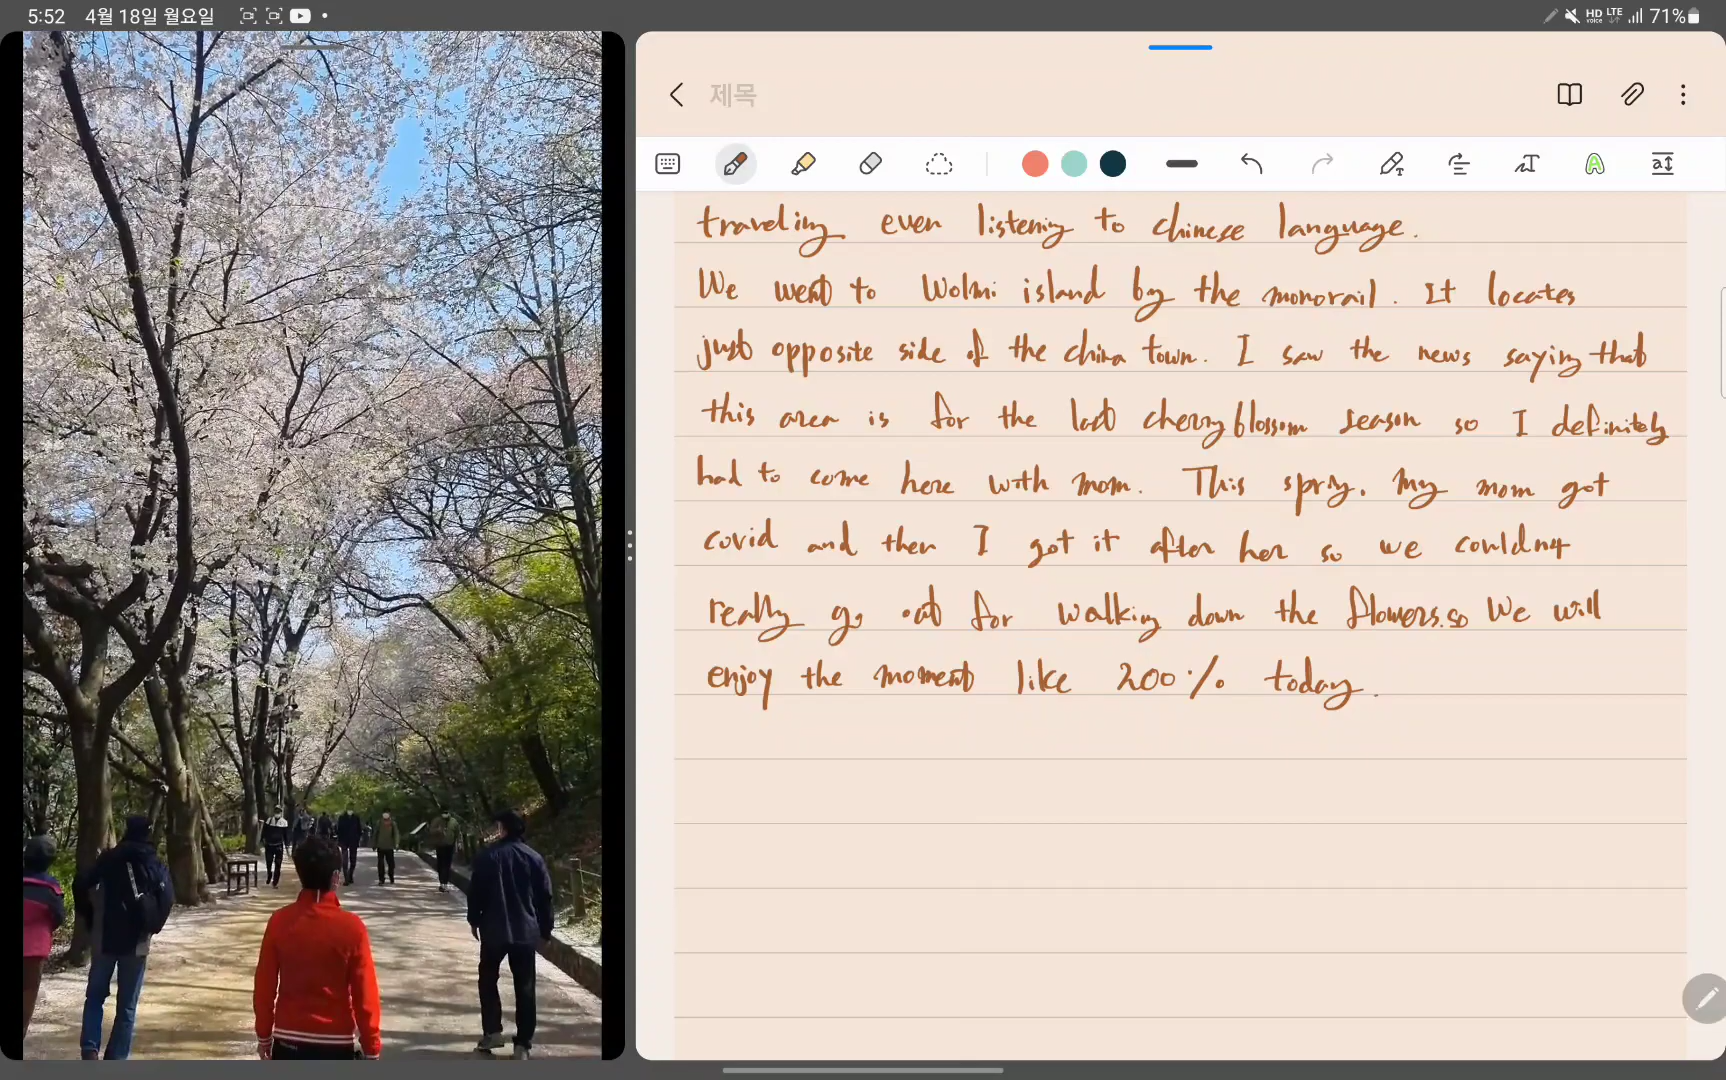 5:52 4월 18일 월요일
HD voice LTE 71%
제목
traveling even listening to chinese language.
We went to Wolmi island by the monorail. It locates
just opposite side of the china town. I saw the news saying that
this area is for the last cherry blossom season so I definitely
had to come here with mom. This spring. my mom got
covid and then I got it after her so we couldn't
really go out for walking down the flowers. so We will
enjoy the moment like 200% today.